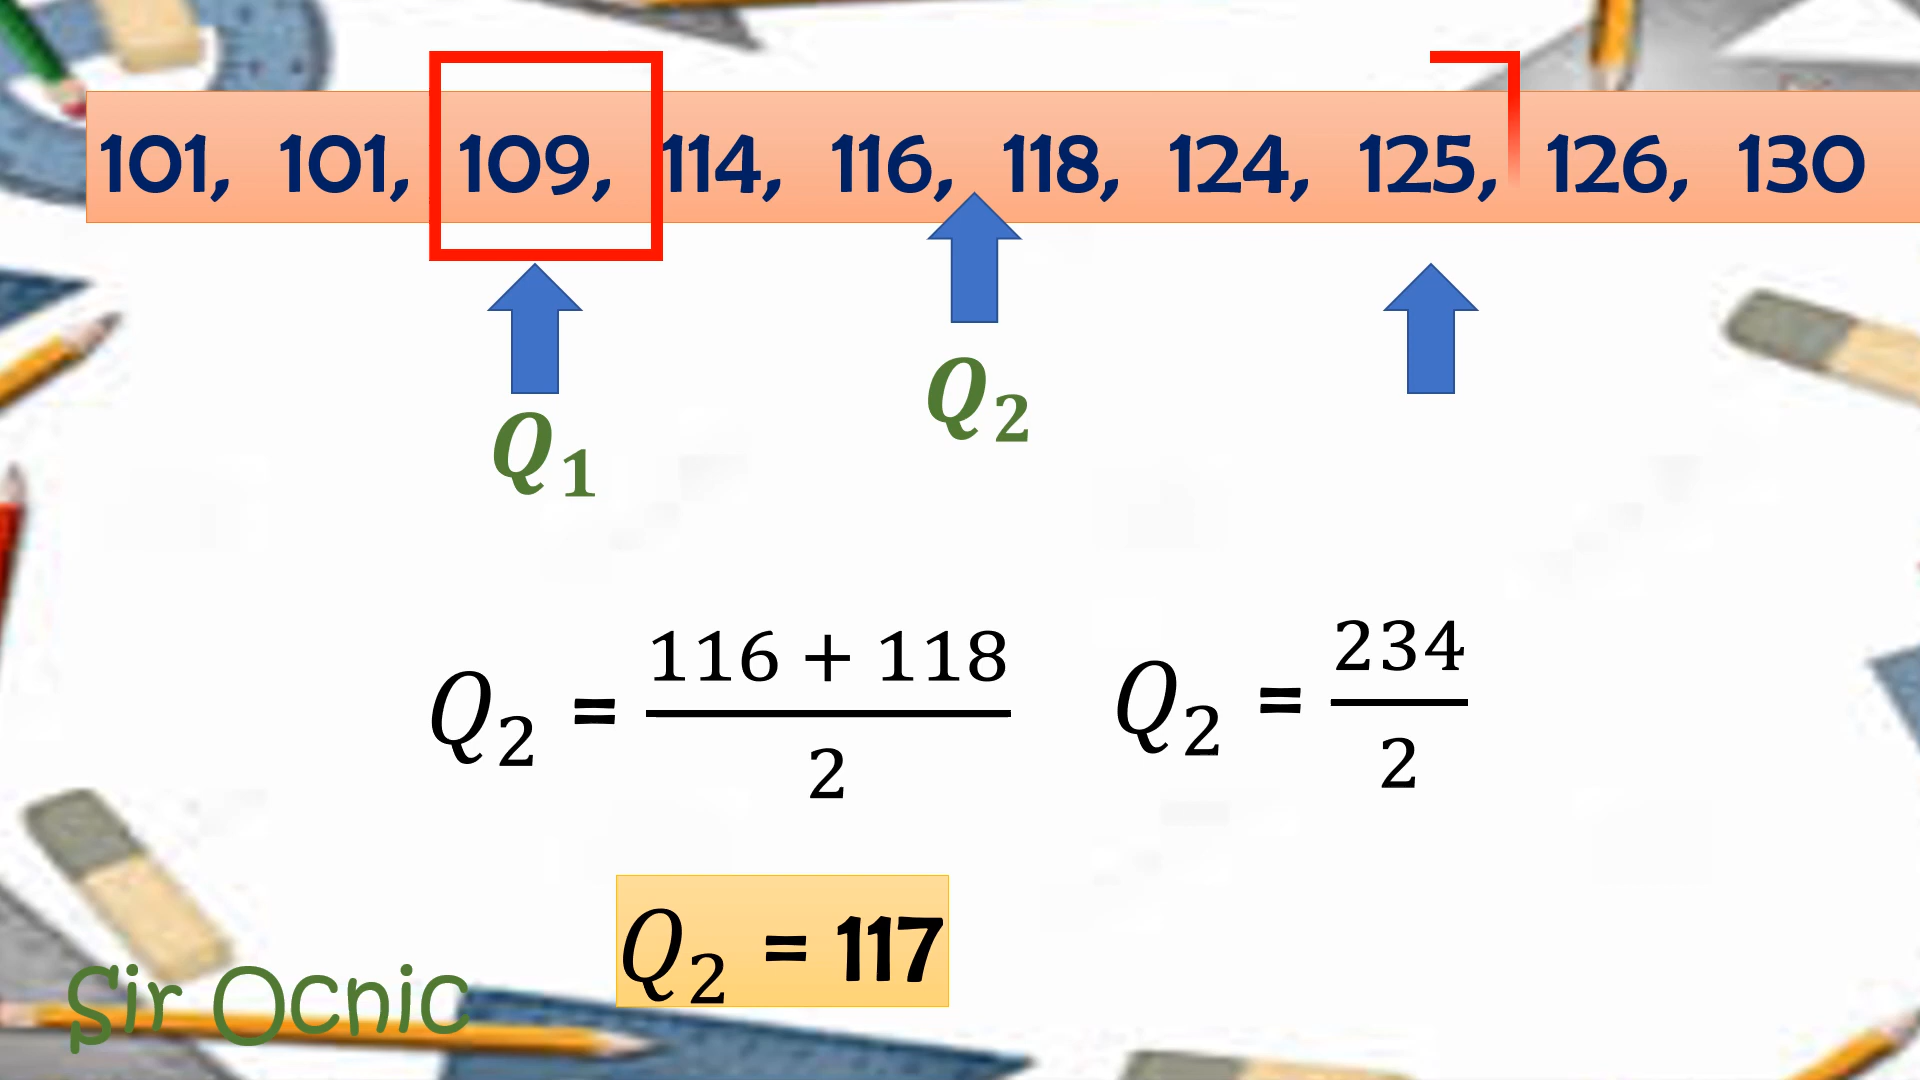 101, 101, 109, 114, 116, 118, 124, 125, 126, 130
Q₂
Q₁
Q₂ = (116 + 118)/2
Q₂ = 234/2
Q₂ = 117
Sir Ocnic